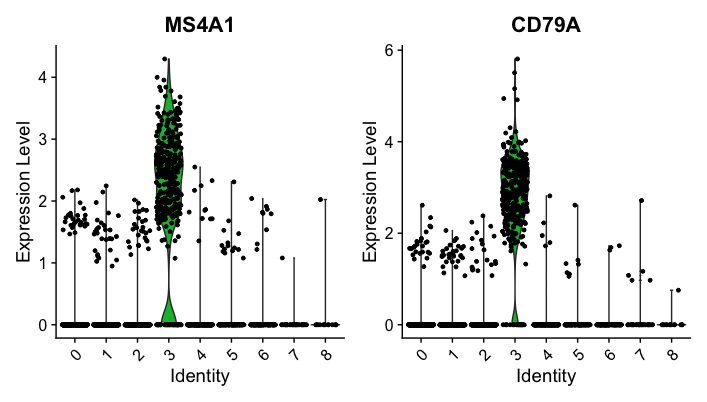 MS4A1
Expression Level
4
3
2
1
0
0 1 2 3 4 5 6 7 8
Identity
CD79A
Expression Level
6
4
2
0
0 1 2 3 4 5 6 7 8
Identity